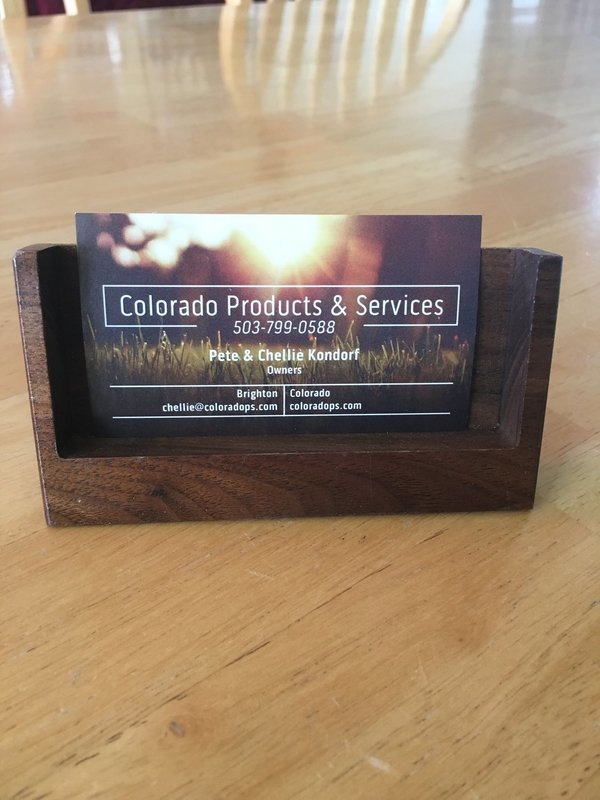 Colorado Products & Services
503-799-0588
Pete & Chellie Kondorf
Owners
Brighton Colorado
chellie@coloradops.com coloradops.com